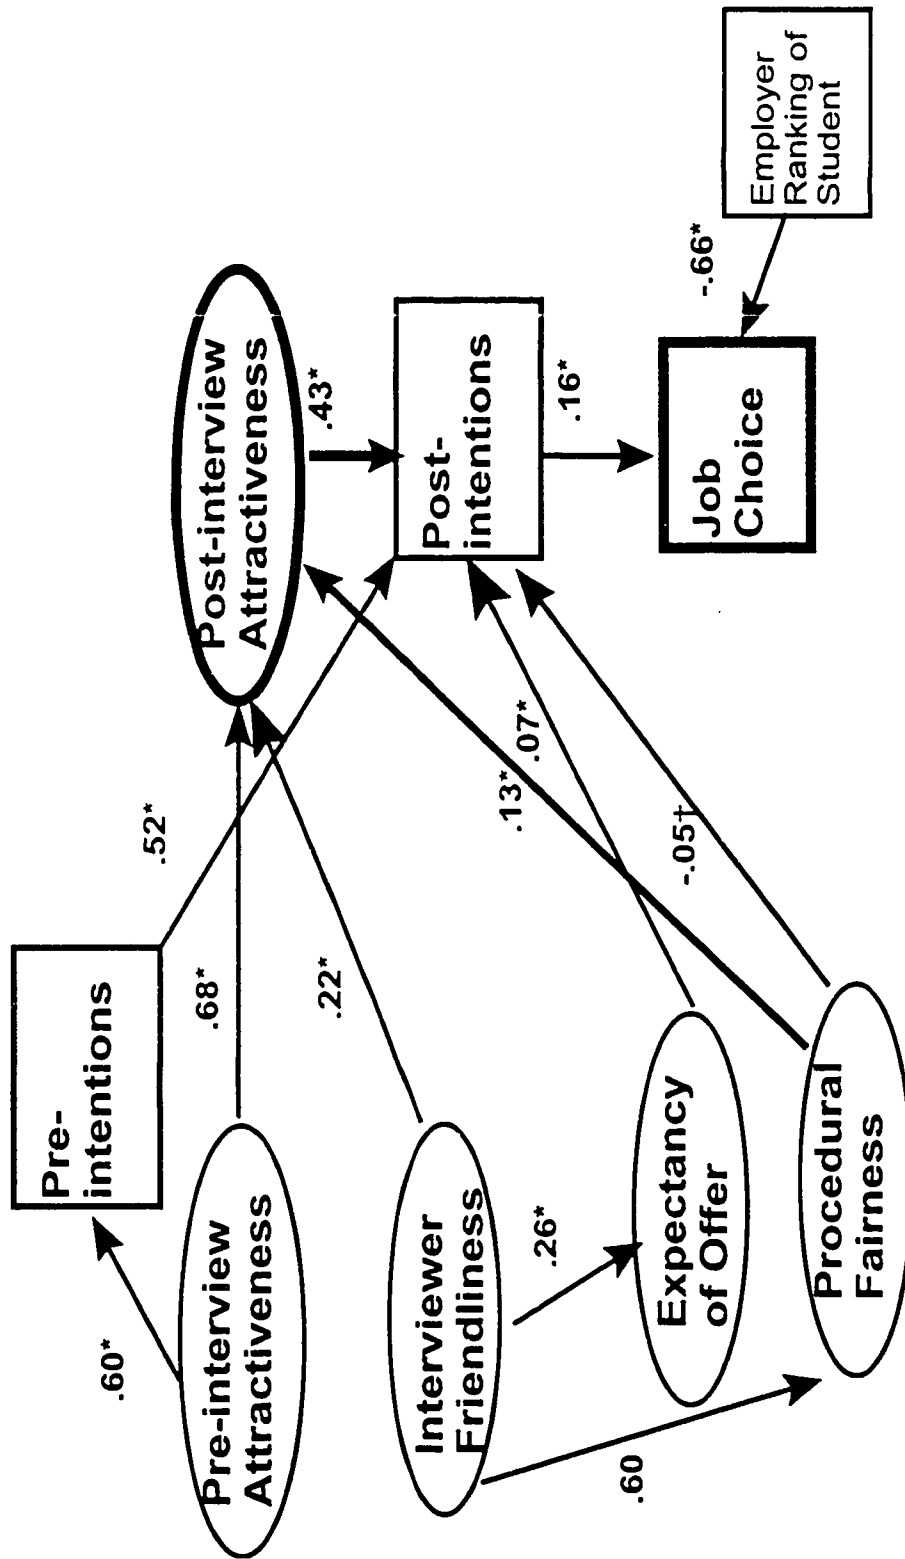 Pre-
intentions
.60*
Pre-interview
Attractiveness
.52*
.68*
Post-interview
Attractiveness
.22*
.43*
Interviewer
Friendliness
Post-
intentions
.26*
.13*
.07*
.16*
Expectancy
of Offer
-.05†
-.66*
.60
Job
Choice
Procedural
Fairness
Employer
Ranking of
Student